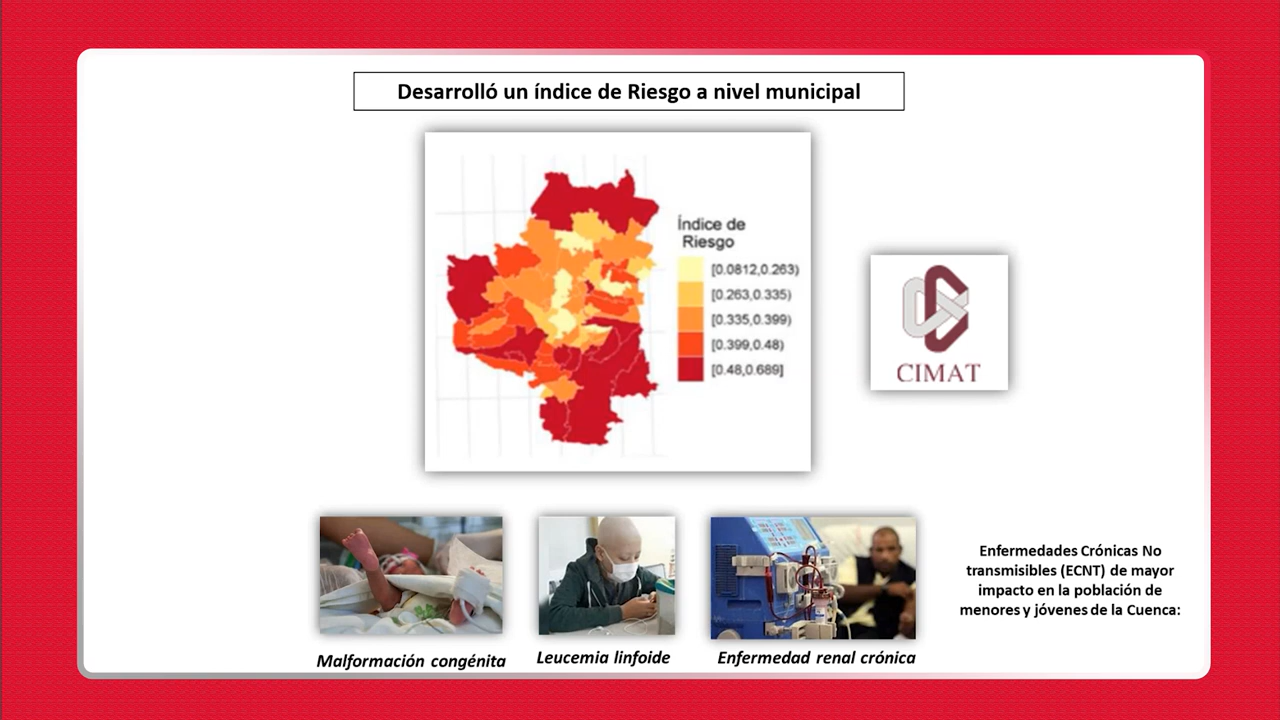 Desarrolló un índice de Riesgo a nivel municipal
Índice de
Riesgo
[0.0812,0.263)
[0.263,0.335)
[0.335,0.399)
[0.399,0.48)
[0.48,0.689]
CIMAT
Malformación congénita
Leucemia linfoide
Enfermedad renal crónica
Enfermedades Crónicas No
transmisibles (ECNT) de mayor
impacto en la población de
menores y jóvenes de la Cuenca: